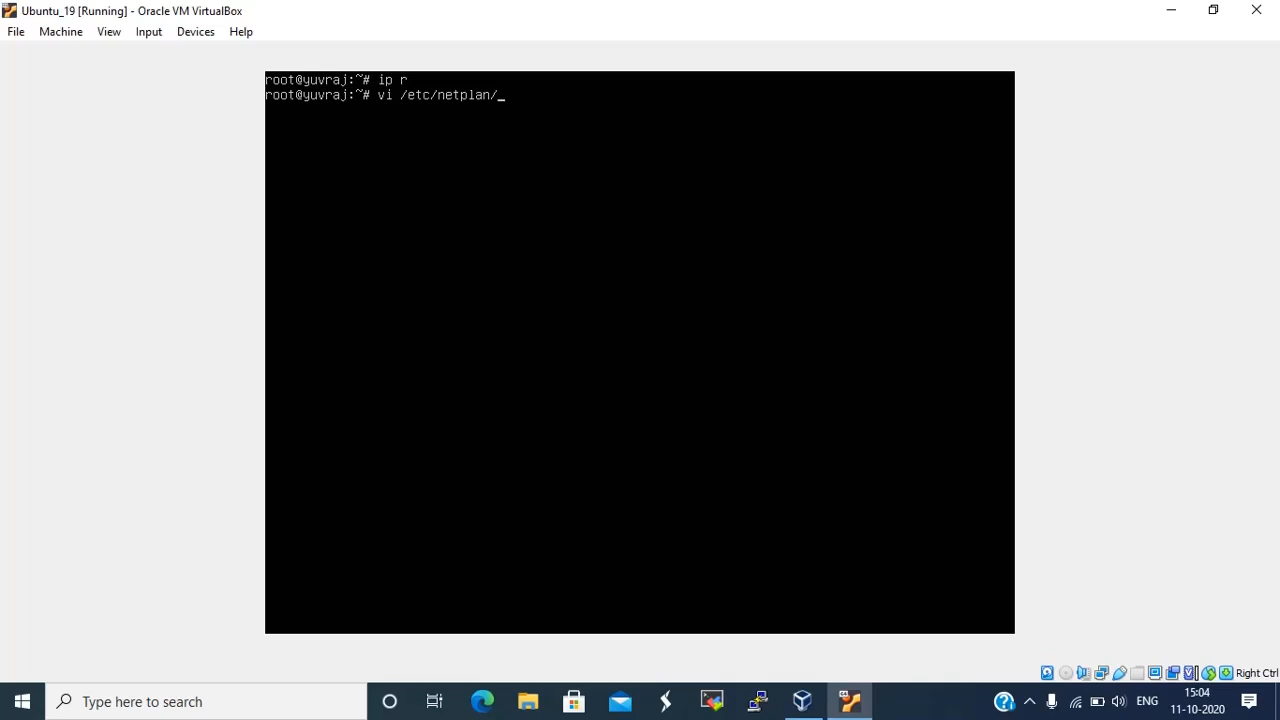 Ubuntu_19 [Running] - Oracle VM VirtualBox
File Machine View Input Devices Help
root@yuvraj:~# ip r
root@yuvraj:~# vi /etc/netplan/_
Right Ctrl
Type here to search
ENG
15:04
11-10-2020